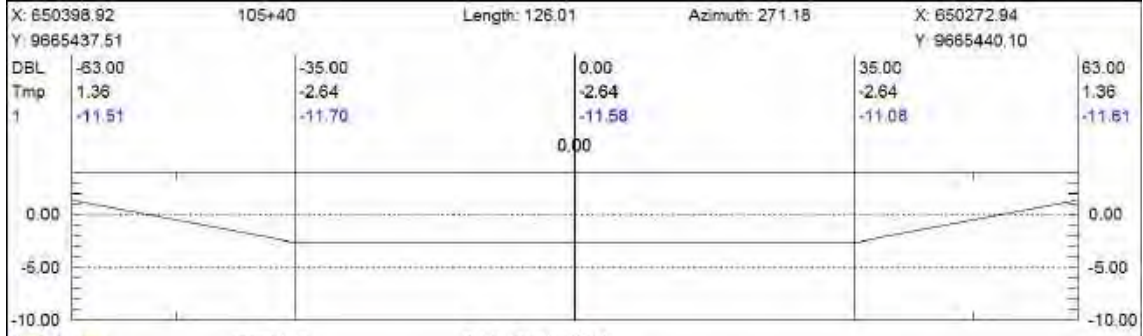 X: 650398.92 105+40 Length: 126.01 Azimuth: 271.18 X: 650272.94
Y: 9665437.51 Y: 9665440.10
DBL -63.00 -35.00 0.00 35.00 63.00
Tmp 1.36 -2.64 -2.64 -2.64 1.36
1 -11.51 -11.70 -11.58 -11.08 -11.61
0.00
0.00 0.00
-5.00 -5.00
-10.00 -10.00